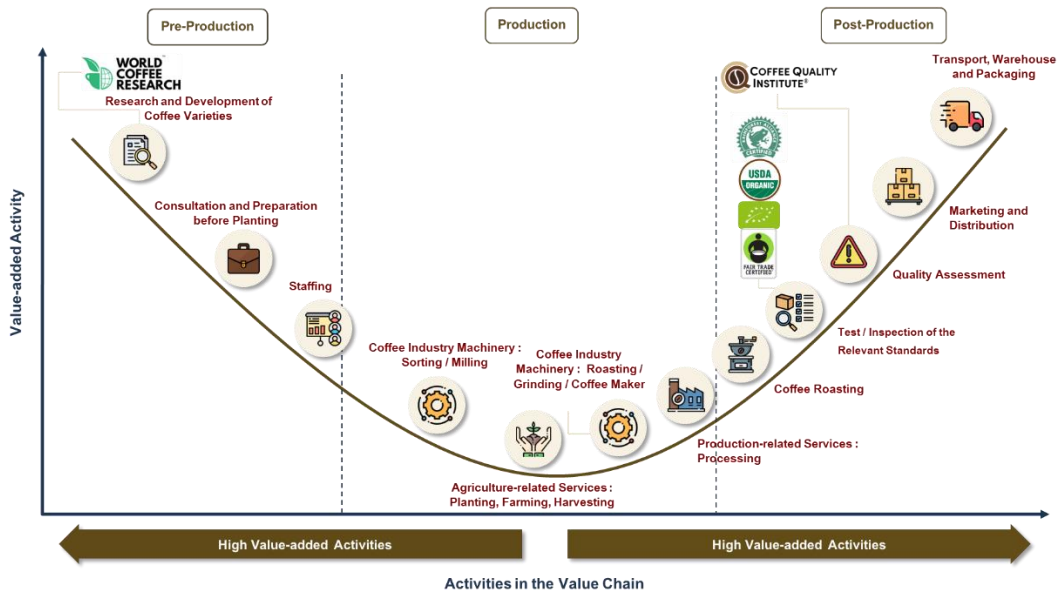 Pre-Production
Production
Post-Production
WORLD
COFFEE
RESEARCH
Research and Development of
Coffee Varieties
COFFEE QUALITY
INSTITUTE®
Transport, Warehouse
and Packaging
USDA
ORGANIC
Consultation and Preparation
before Planting
Marketing and
Distribution
FAIR TRADE
CERTIFIED
Quality Assessment
Staffing
Coffee Industry Machinery :
Sorting / Milling
Coffee Industry
Machinery : Roasting /
Grinding / Coffee Maker
Test / Inspection of the
Relevant Standards
Coffee Roasting
Production-related Services :
Processing
Agriculture-related Services :
Planting, Farming, Harvesting
Value-added Activity
High Value-added Activities
High Value-added Activities
Activities in the Value Chain